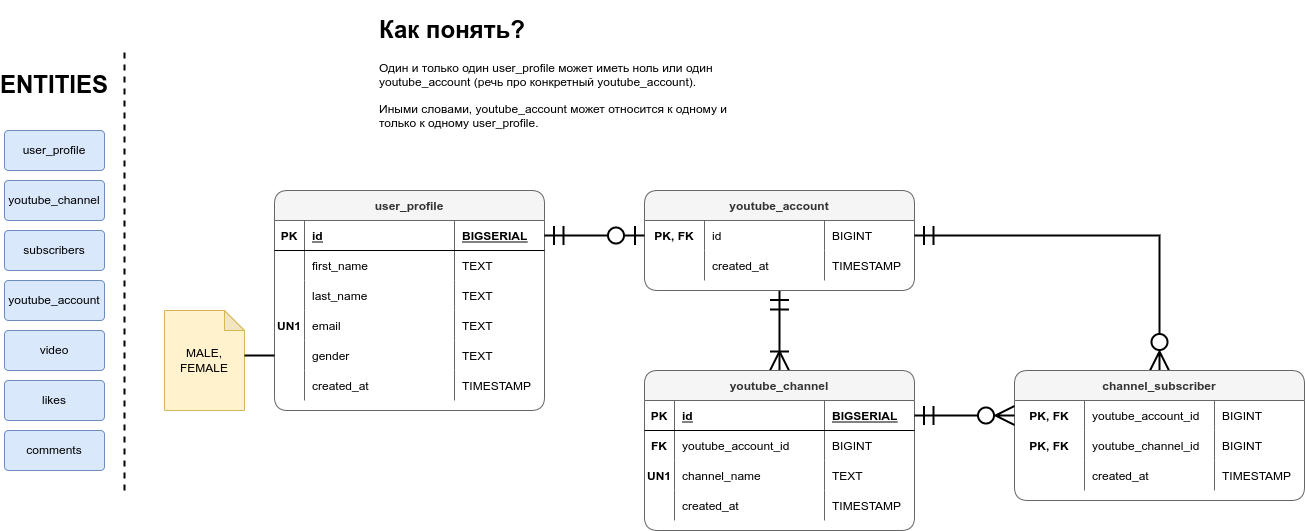 Как понять?
Один и только один user_profile может иметь ноль или один
youtube_account (речь про конкретный youtube_account).
Иными словами, youtube_account может относится к одному и
только к одному user_profile.
ENTITIES
user_profile
youtube_channel
subscribers
youtube_account
video
likes
comments
MALE,
FEMALE
user_profile
PK id BIGSERIAL
first_name TEXT
last_name TEXT
UN1 email TEXT
gender TEXT
created_at TIMESTAMP
youtube_account
PK, FK id BIGINT
created_at TIMESTAMP
youtube_channel
PK id BIGSERIAL
FK youtube_account_id BIGINT
UN1 channel_name TEXT
created_at TIMESTAMP
channel_subscriber
PK, FK youtube_account_id BIGINT
PK, FK youtube_channel_id BIGINT
created_at TIMESTAMP